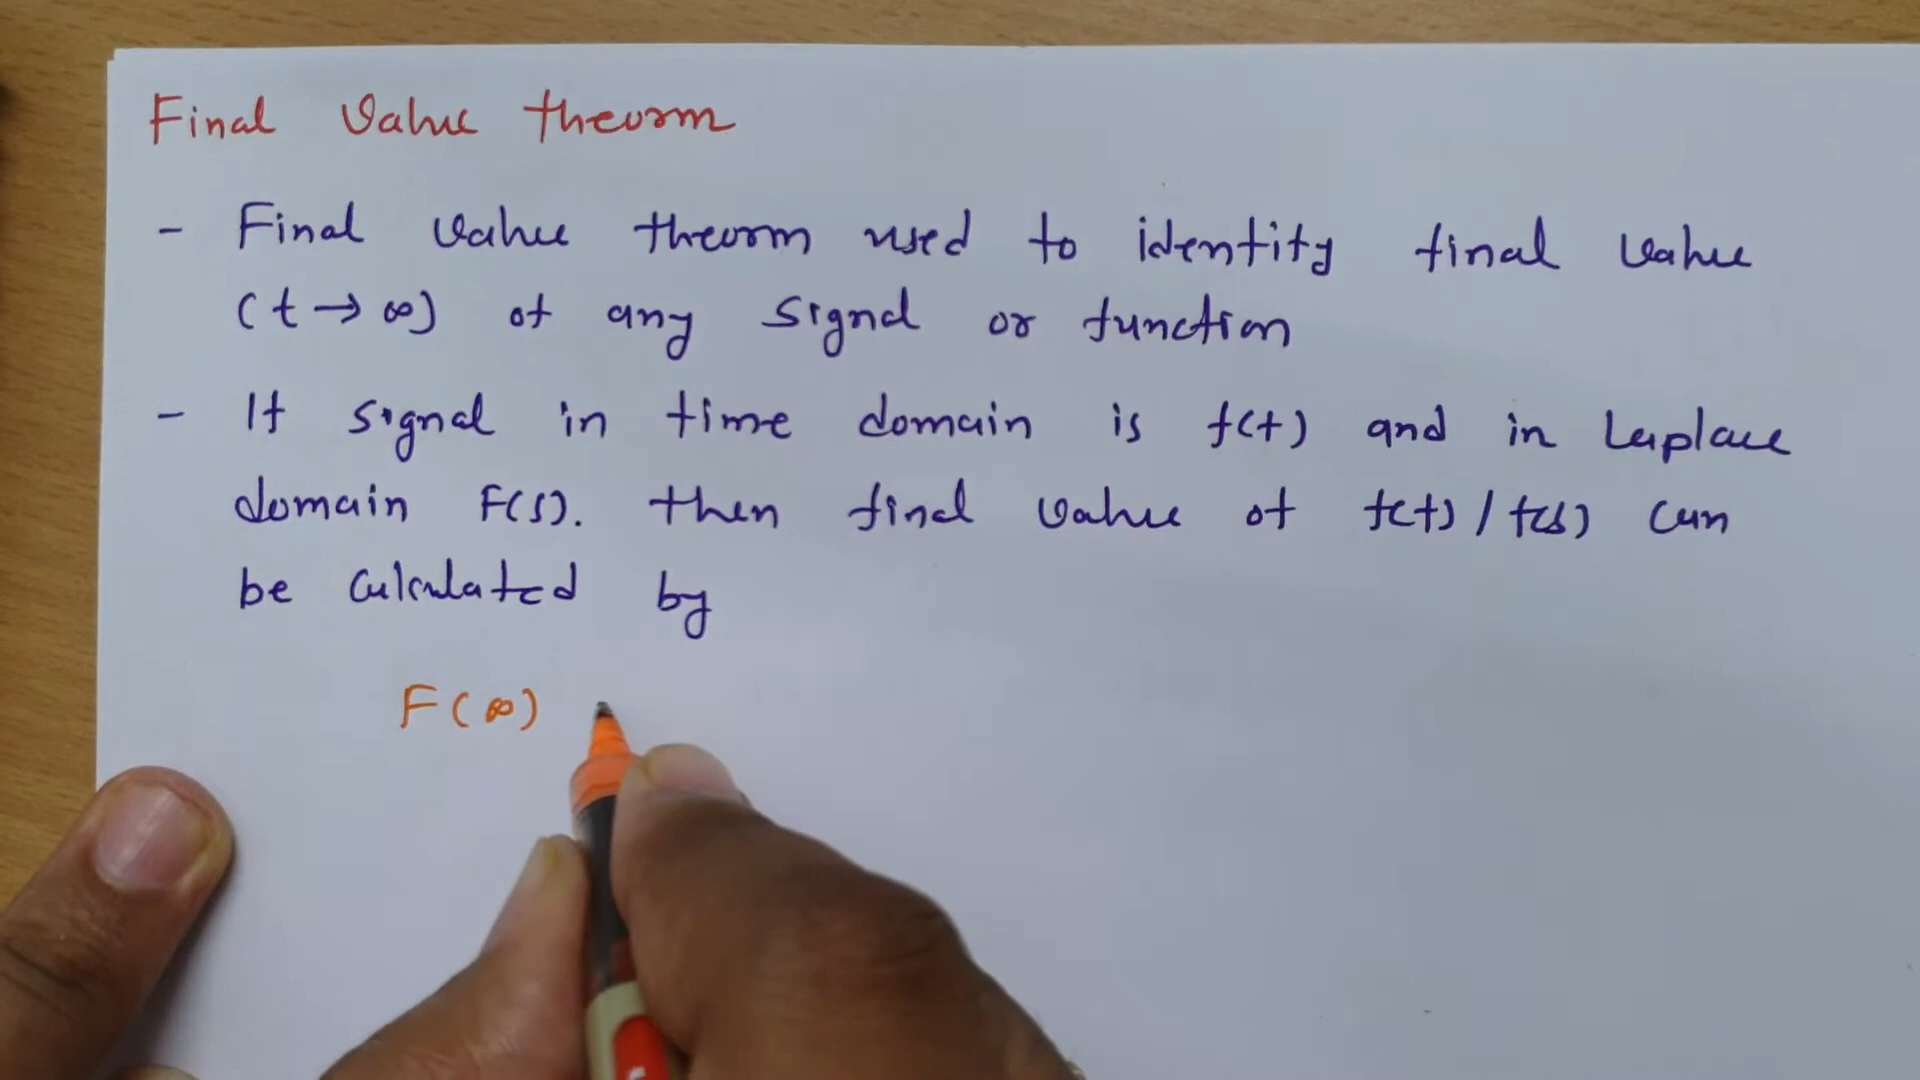 Final Value theorm
- Final value theorm used to identify final value
(t → ∞) of any signal or function
- If signal in time domain is f(t) and in Laplace
domain F(s). then final value of f(t) / f(s) can
be calculated by
F(∞)